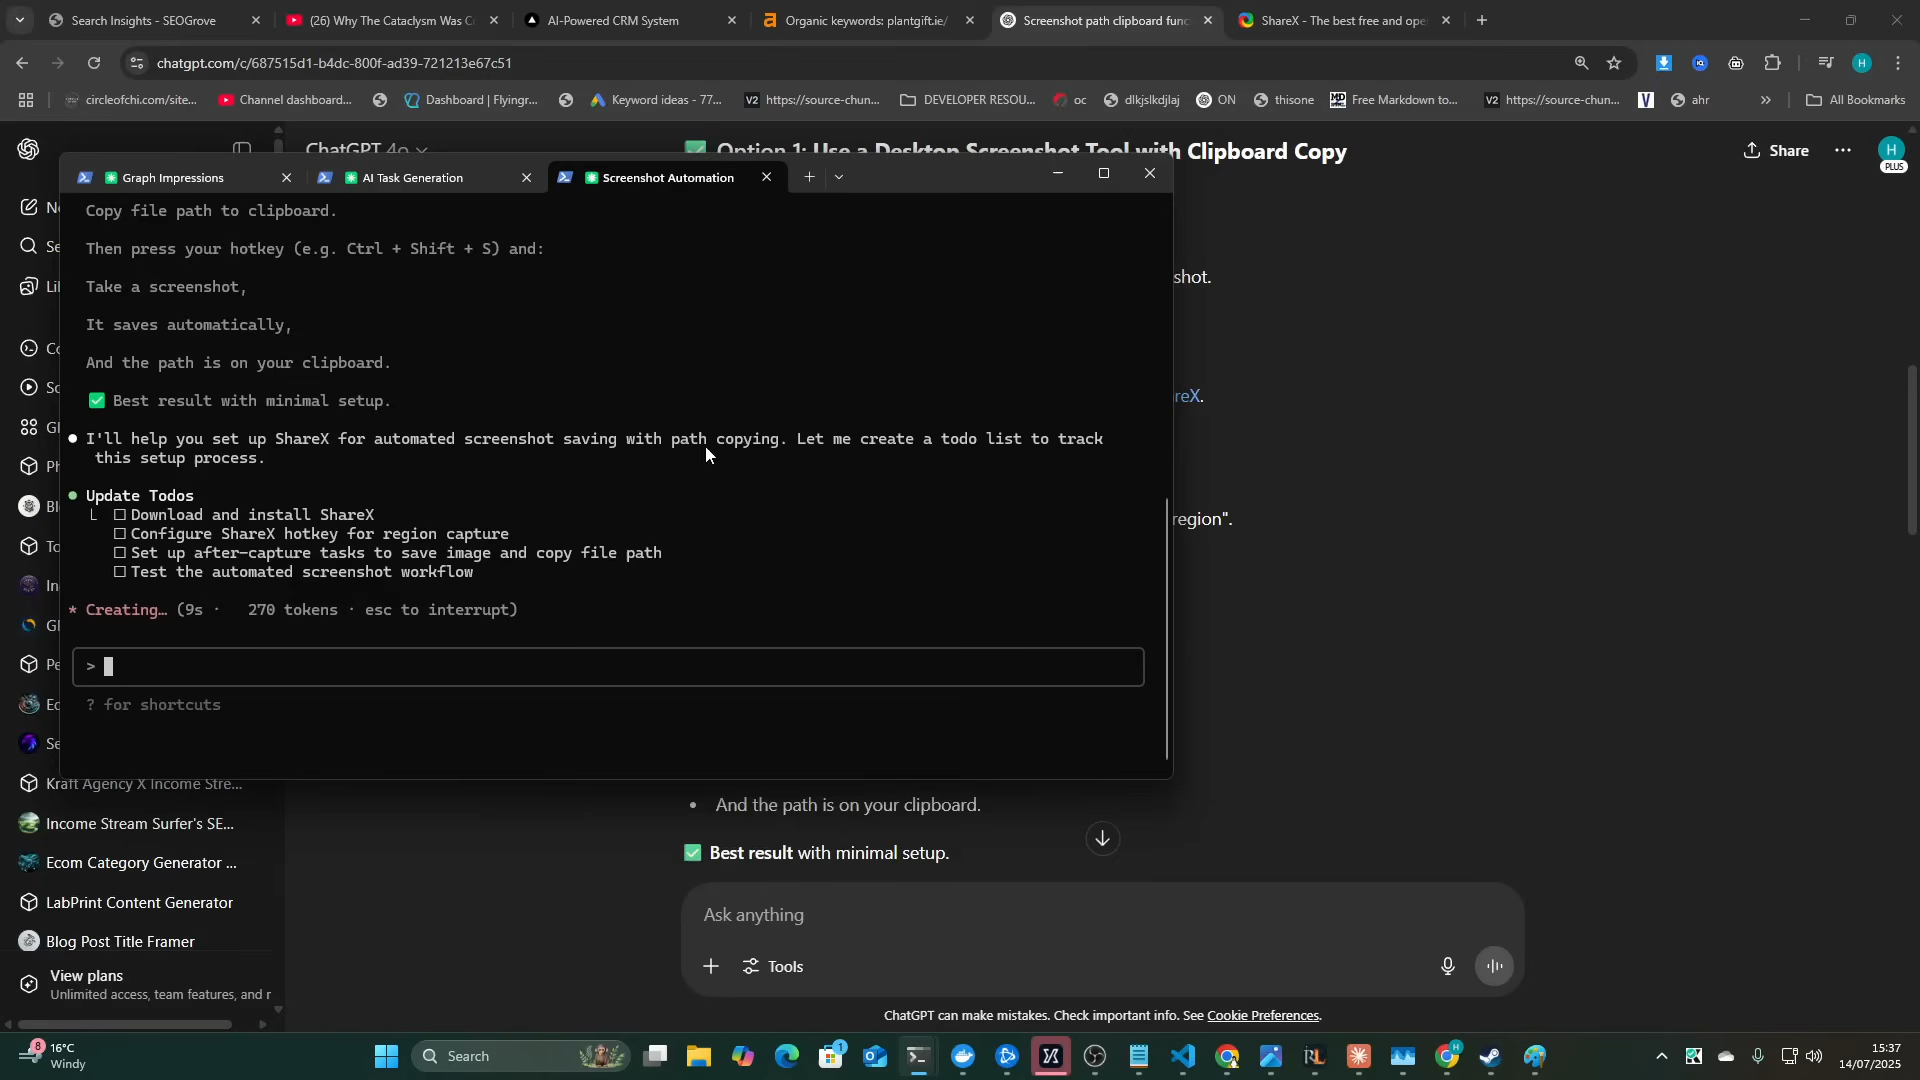 Search Insights - SEOGrove
(26) Why The Cataclysm Was C
AI-Powered CRM System
Organic keywords: plantgift.ie/
Screenshot path clipboard func
ShareX - The best free and ope
chatgpt.com/c/687515d1-b4dc-800f-ad39-721213e67c51
H
circleofchi.com/site...
Channel dashboard...
Dashboard | Flyingr...
Keyword ideas - 77...
V2 https://source-chun...
DEVELOPER RESOU...
oc
dlkjslkdjlaj
ON
thisone
Free Markdown to...
V2 https://source-chun...
ahr
All Bookmarks
ChatGPT 4o
Option 1: Use a Desktop Screenshot Tool with Clipboard Copy
Share
H
PLUS
Graph Impressions
AI Task Generation
Screenshot Automation
Copy file path to clipboard.
Then press your hotkey (e.g. Ctrl + Shift + S) and:
Take a screenshot,
It saves automatically,
And the path is on your clipboard.
✅ Best result with minimal setup.
● I'll help you set up ShareX for automated screenshot saving with path copying. Let me create a todo list to track
this setup process.
● Update Todos
└ ☐ Download and install ShareX
☐ Configure ShareX hotkey for region capture
☐ Set up after-capture tasks to save image and copy file path
☐ Test the automated screenshot workflow
* Creating… (9s · 270 tokens · esc to interrupt)
>
? for shortcuts
shot.
reX.
region".
Se
Li
Kraft Agency X Income Stre...
Income Stream Surfer's SE...
Ecom Category Generator ...
LabPrint Content Generator
Blog Post Title Framer
View plans
Unlimited access, team features, and r
• And the path is on your clipboard.
✅ Best result with minimal setup.
Ask anything
Tools
ChatGPT can make mistakes. Check important info. See Cookie Preferences.
8
16°C
Windy
Search
1
15:37
14/07/2025